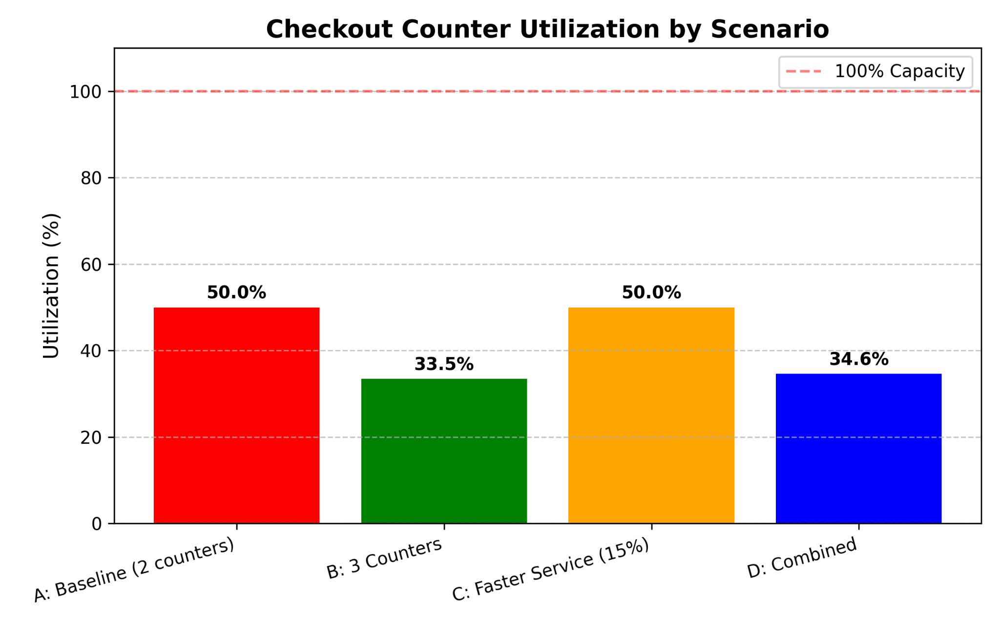 Checkout Counter Utilization by Scenario
100% Capacity
Utilization (%)
100
80
60
40
20
0
50.0%
33.5%
50.0%
34.6%
A: Baseline (2 counters)
B: 3 Counters
C: Faster Service (15%)
D: Combined